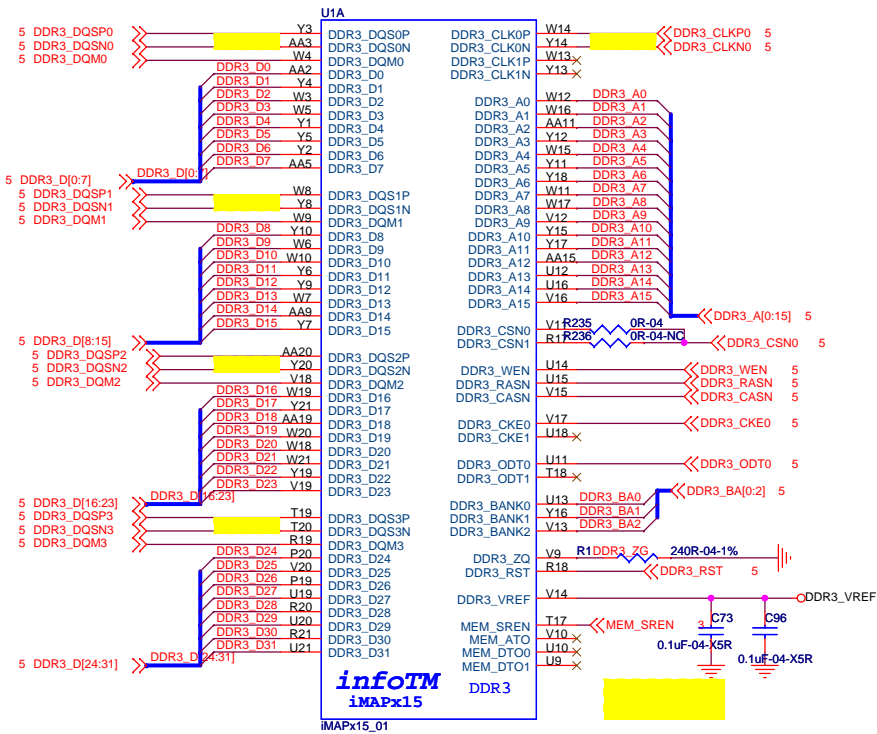 U1A
5 DDR3_DQSP0 Y3 DDR3_DQS0P DDR3_CLK0P W14 DDR3_CLKP0 5
5 DDR3_DQSN0 AA3 DDR3_DQS0N DDR3_CLK0N Y14 DDR3_CLKN0 5
5 DDR3_DQM0 W4 DDR3_DQM0 DDR3_CLK1P W13
DDR3_D0 AA2 DDR3_D0 DDR3_CLK1N Y13
DDR3_D1 Y4 DDR3_D1
DDR3_D2 W3 DDR3_D2 DDR3_A0 W12 DDR3_A0
DDR3_D3 W5 DDR3_D3 DDR3_A1 W16 DDR3_A1
DDR3_D4 Y1 DDR3_D4 DDR3_A2 AA11 DDR3_A2
DDR3_D5 Y5 DDR3_D5 DDR3_A3 Y12 DDR3_A3
DDR3_D6 Y2 DDR3_D6 DDR3_A4 W15 DDR3_A4
DDR3_D7 AA5 DDR3_D7 DDR3_A5 Y11 DDR3_A5
5 DDR3_D[0:7] DDR3_D[0:7] DDR3_A6 Y18 DDR3_A6
5 DDR3_DQSP1 W8 DDR3_DQS1P DDR3_A7 W11 DDR3_A7
5 DDR3_DQSN1 Y8 DDR3_DQS1N DDR3_A8 W17 DDR3_A8
5 DDR3_DQM1 W9 DDR3_DQM1 DDR3_A9 V12 DDR3_A9
DDR3_D8 Y10 DDR3_D8 DDR3_A10 Y15 DDR3_A10
DDR3_D9 W6 DDR3_D9 DDR3_A11 Y17 DDR3_A11
DDR3_D10 W10 DDR3_D10 DDR3_A12 AA15 DDR3_A12
DDR3_D11 Y6 DDR3_D11 DDR3_A13 U12 DDR3_A13
DDR3_D12 Y9 DDR3_D12 DDR3_A14 U16 DDR3_A14
DDR3_D13 W7 DDR3_D13 DDR3_A15 V16 DDR3_A15
DDR3_D14 AA9 DDR3_D14 DDR3_A[0:15] 5
DDR3_D15 Y7 DDR3_D15 DDR3_CSN0 V11 R235 0R-04
5 DDR3_D[8:15] DDR3_CSN1 R17 R236 0R-04-NC DDR3_CSN0 5
5 DDR3_DQSP2 AA20 DDR3_DQS2P
5 DDR3_DQSN2 Y20 DDR3_DQS2N DDR3_WEN U14 DDR3_WEN 5
5 DDR3_DQM2 V18 DDR3_DQM2 DDR3_RASN U15 DDR3_RASN 5
DDR3_D16 W19 DDR3_D16 DDR3_CASN V15 DDR3_CASN 5
DDR3_D17 Y21 DDR3_D17
DDR3_D18 AA19 DDR3_D18 DDR3_CKE0 V17 DDR3_CKE0 5
DDR3_D19 W20 DDR3_D19 DDR3_CKE1 U18
DDR3_D20 W18 DDR3_D20
DDR3_D21 W21 DDR3_D21 DDR3_ODT0 U11 DDR3_ODT0 5
DDR3_D22 Y19 DDR3_D22 DDR3_ODT1 T18
DDR3_D23 V19 DDR3_D23 DDR3_BA[0:2] 5
5 DDR3_D[16:23] DDR3_D[16:23] DDR3_BANK0 U13 DDR3_BA0
5 DDR3_DQSP3 T19 DDR3_DQS3P DDR3_BANK1 Y16 DDR3_BA1
5 DDR3_DQSN3 T20 DDR3_DQS3N DDR3_BANK2 V13 DDR3_BA2
5 DDR3_DQM3 R19 DDR3_DQM3
DDR3_D24 P20 DDR3_D24 DDR3_ZQ V9 R1 DDR3_ZG 240R-04-1%
DDR3_D25 V20 DDR3_D25 DDR3_RST R18 DDR3_RST 5
DDR3_D26 P19 DDR3_D26
DDR3_D27 U19 DDR3_D27 DDR3_VREF V14 DDR3_VREF
DDR3_D28 R20 DDR3_D28
DDR3_D29 U20 DDR3_D29 MEM_SREN T17 MEM_SREN 3 C73 C96
DDR3_D30 R21 DDR3_D30 MEM_ATO V10
DDR3_D31 U21 DDR3_D31 MEM_DTO0 U10 0.1uF-04-X5R
5 DDR3_D[24:31] DDR3_D[24:31] MEM_DTO1 U9 0.1uF-04-X5R
infoTM DDR3
iMAPx15
iMAPx15_01